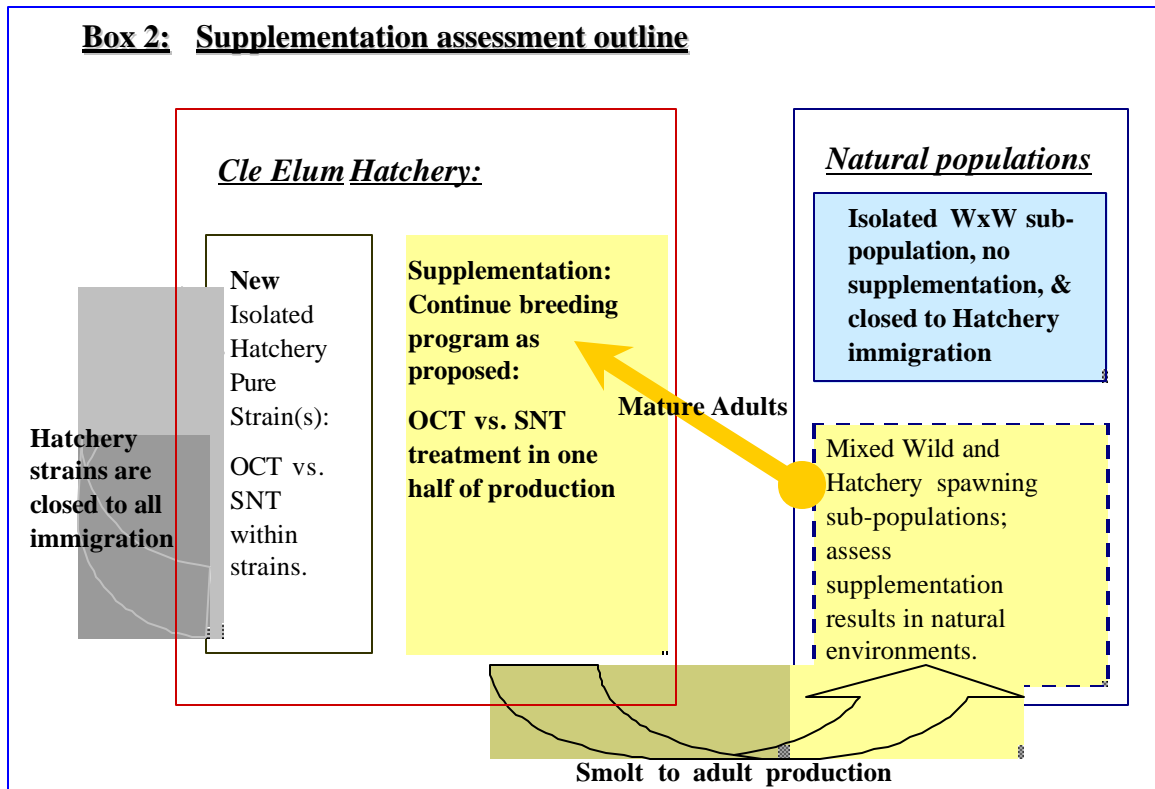 Box 2: Supplementation assessment outline
Cle Elum Hatchery:
New
Isolated
Hatchery
Pure
Strain(s):
OCT vs.
SNT
within
strains.
Hatchery
strains are
closed to all
immigration
Supplementation:
Continue breeding
program as
proposed:
OCT vs. SNT
treatment in one
half of production
Mature Adults
Natural populations
Isolated WxW sub-
population, no
supplementation, &
closed to Hatchery
immigration
Mixed Wild and
Hatchery spawning
sub-populations;
assess
supplementation
results in natural
environments.
Smolt to adult production